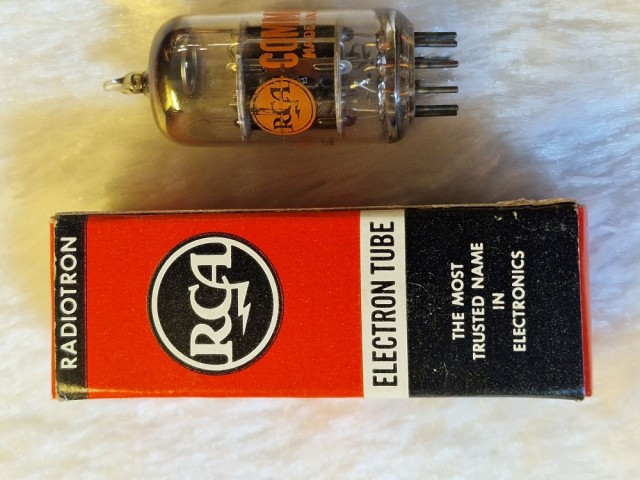 RCA
RADIOTRON
RCA
ELECTRON TUBE
THE MOST
TRUSTED NAME
IN
ELECTRONICS